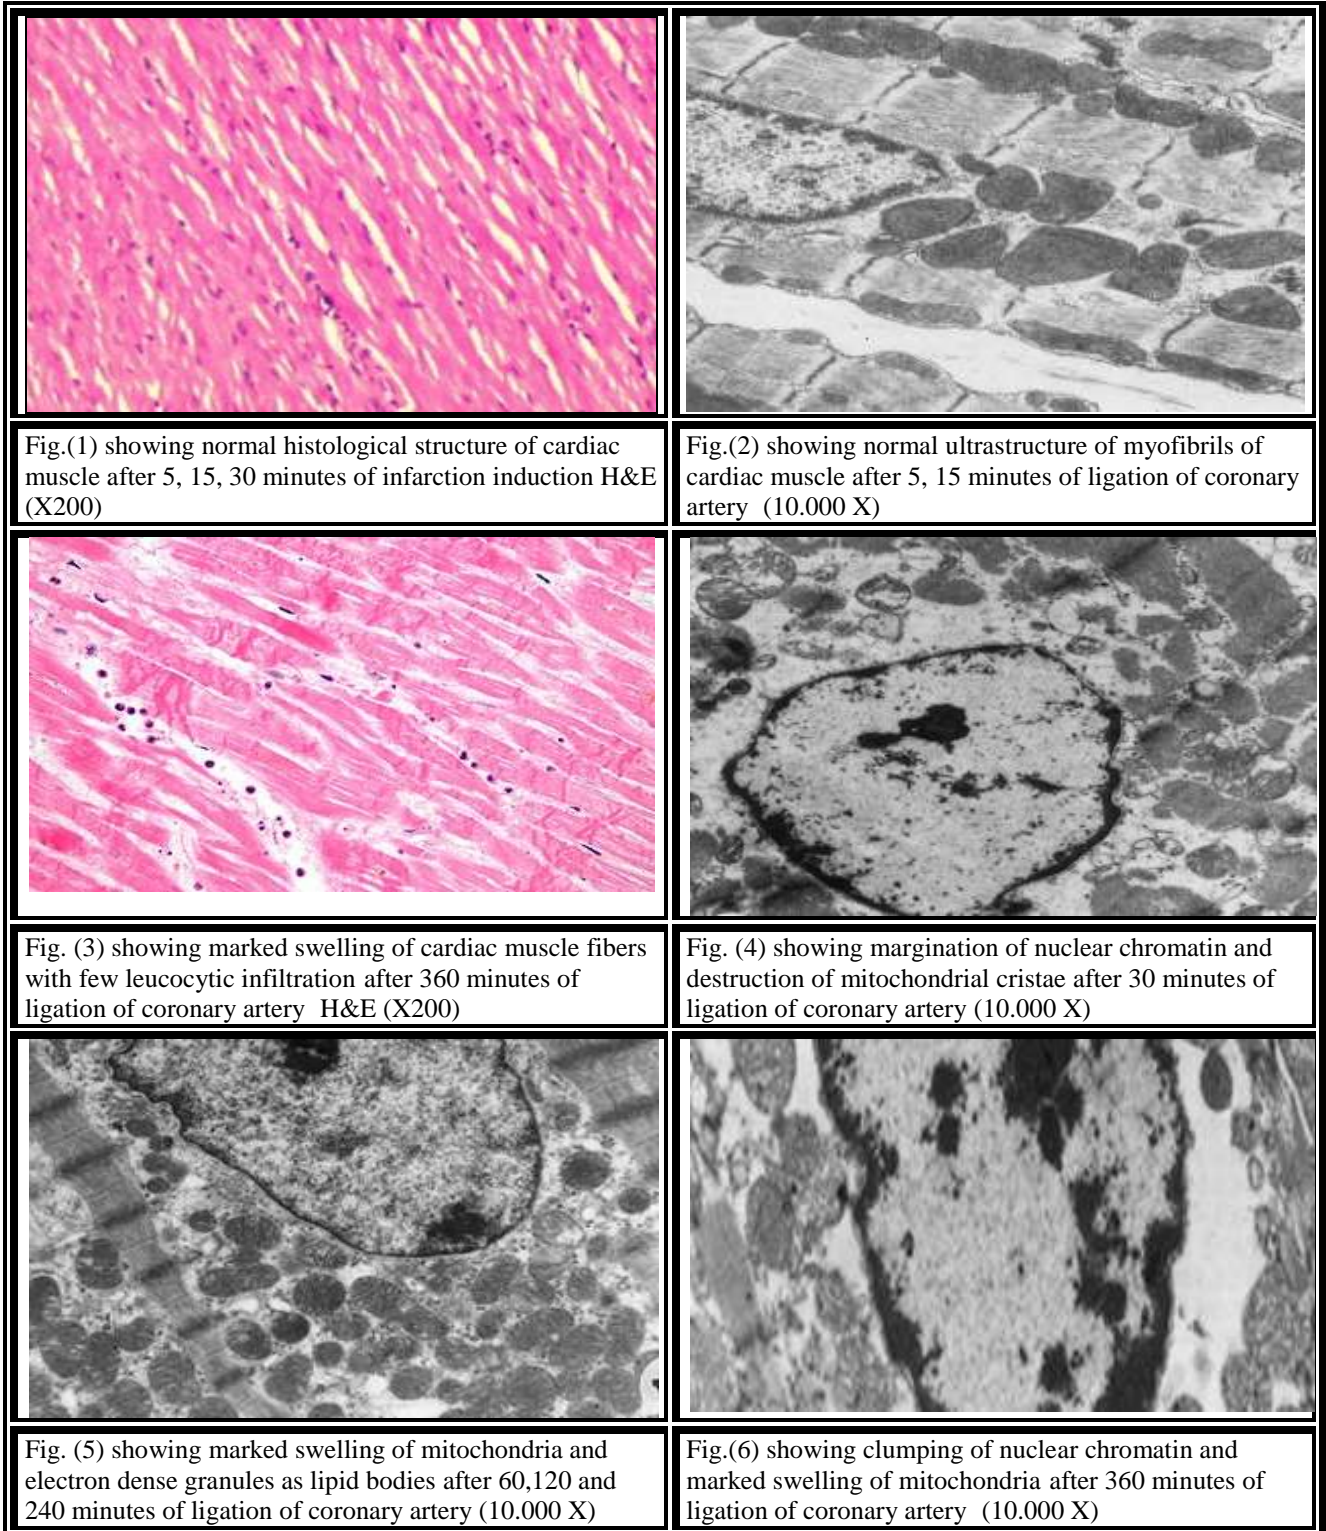 Fig.(1) showing normal histological structure of cardiac
muscle after 5, 15, 30 minutes of infarction induction H&E
(X200)
Fig.(2) showing normal ultrastructure of myofibrils of
cardiac muscle after 5, 15 minutes of ligation of coronary
artery (10.000 X)
Fig. (3) showing marked swelling of cardiac muscle fibers
with few leucocytic infiltration after 360 minutes of
ligation of coronary artery H&E (X200)
Fig. (4) showing margination of nuclear chromatin and
destruction of mitochondrial cristae after 30 minutes of
ligation of coronary artery (10.000 X)
Fig. (5) showing marked swelling of mitochondria and
electron dense granules as lipid bodies after 60,120 and
240 minutes of ligation of coronary artery (10.000 X)
Fig.(6) showing clumping of nuclear chromatin and
marked swelling of mitochondria after 360 minutes of
ligation of coronary artery (10.000 X)